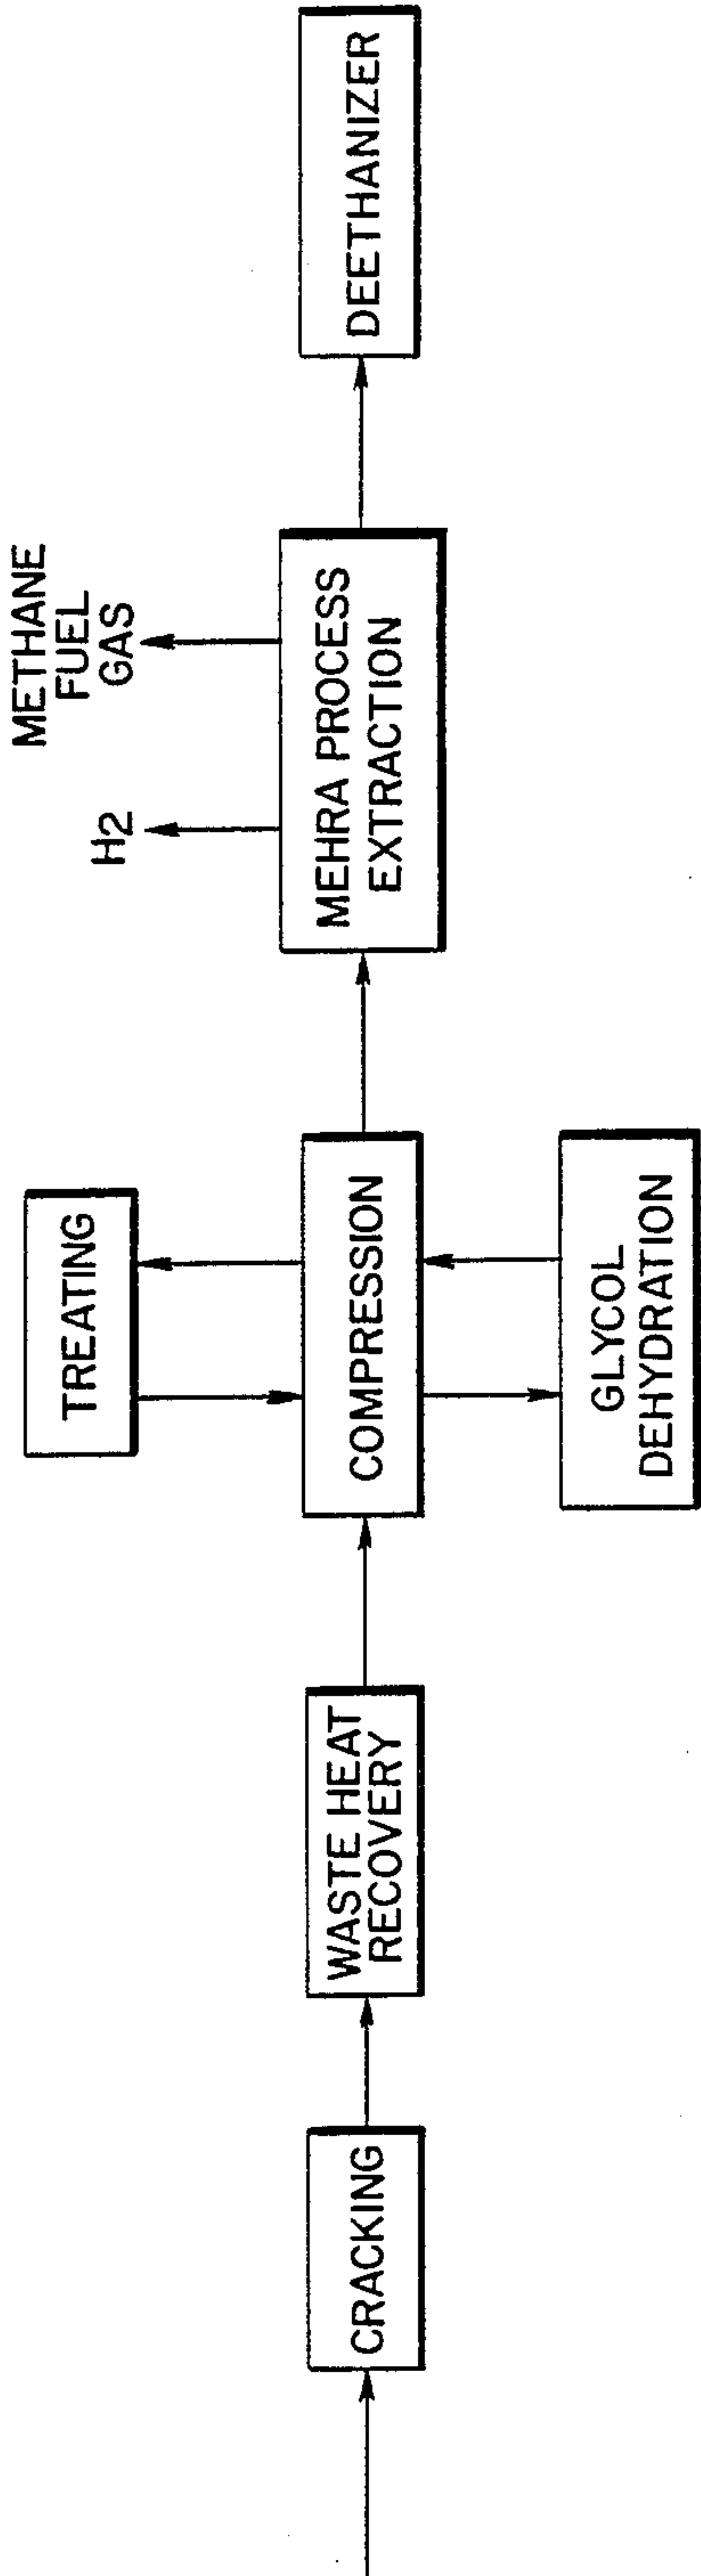 CRACKING
WASTE HEAT
RECOVERY
TREATING
COMPRESSION
GLYCOL
DEHYDRATION
H2
METHANE
FUEL
GAS
MEHRA PROCESS
EXTRACTION
DEETHANIZER